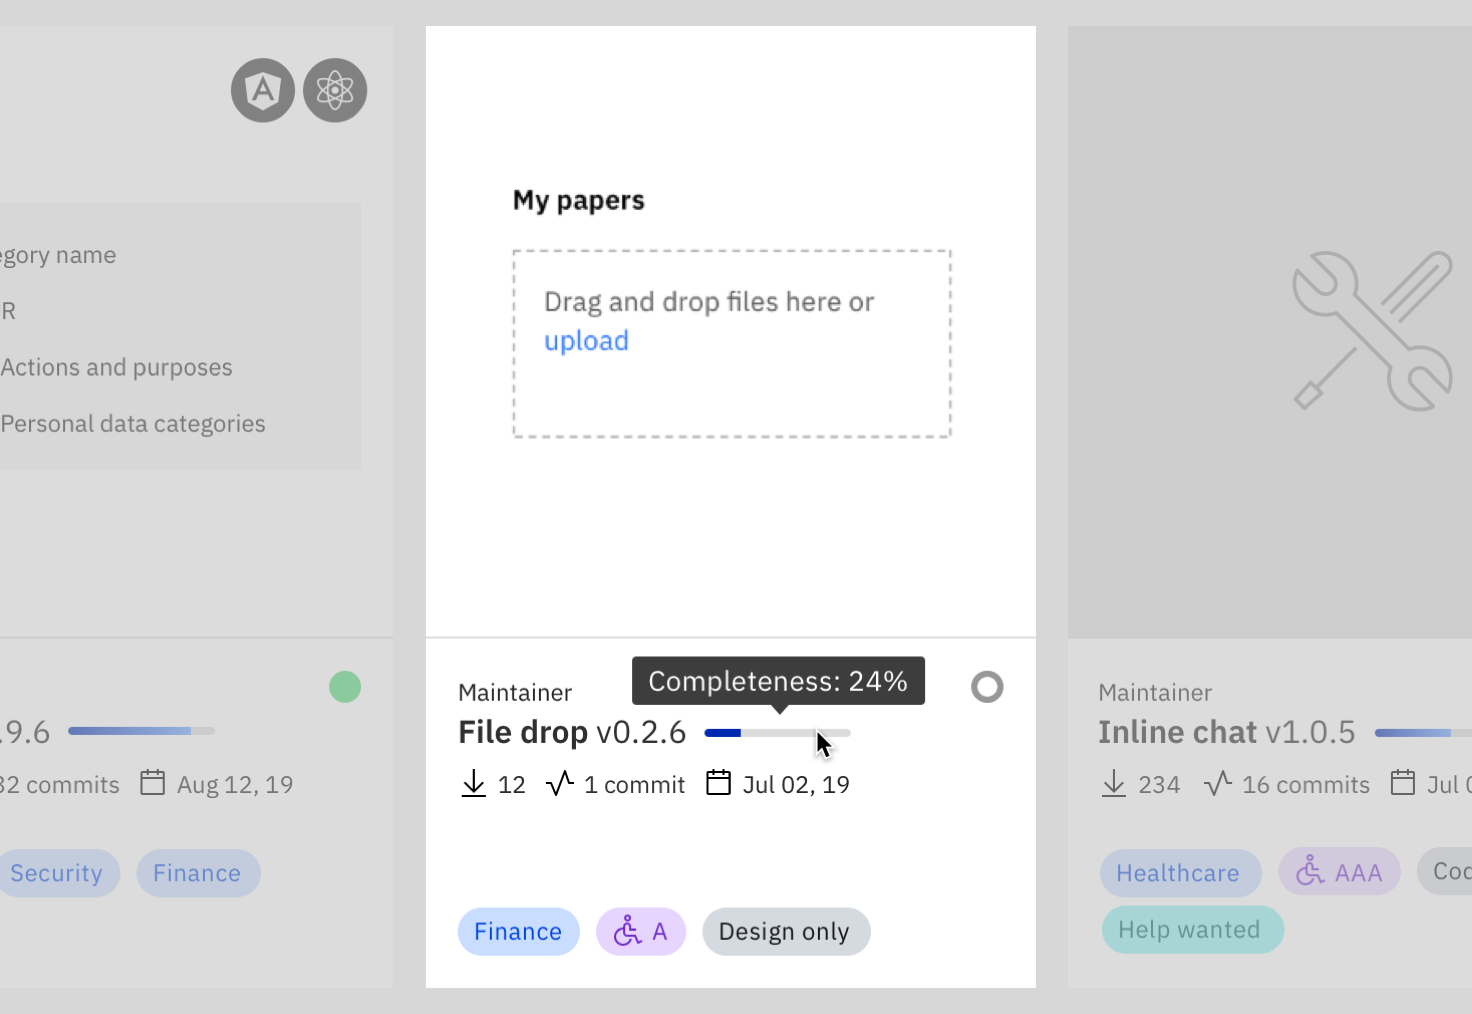 egory name
R
Actions and purposes
Personal data categories
.9.6
32 commits
Aug 12, 19
Security
Finance
My papers
Drag and drop files here or
upload
Completeness: 24%
Maintainer
File drop v0.2.6
12
1 commit
Jul 02, 19
Finance
A
Design only
Maintainer
Inline chat v1.0.5
234
16 commits
Jul 0
Healthcare
AAA
Cod
Help wanted